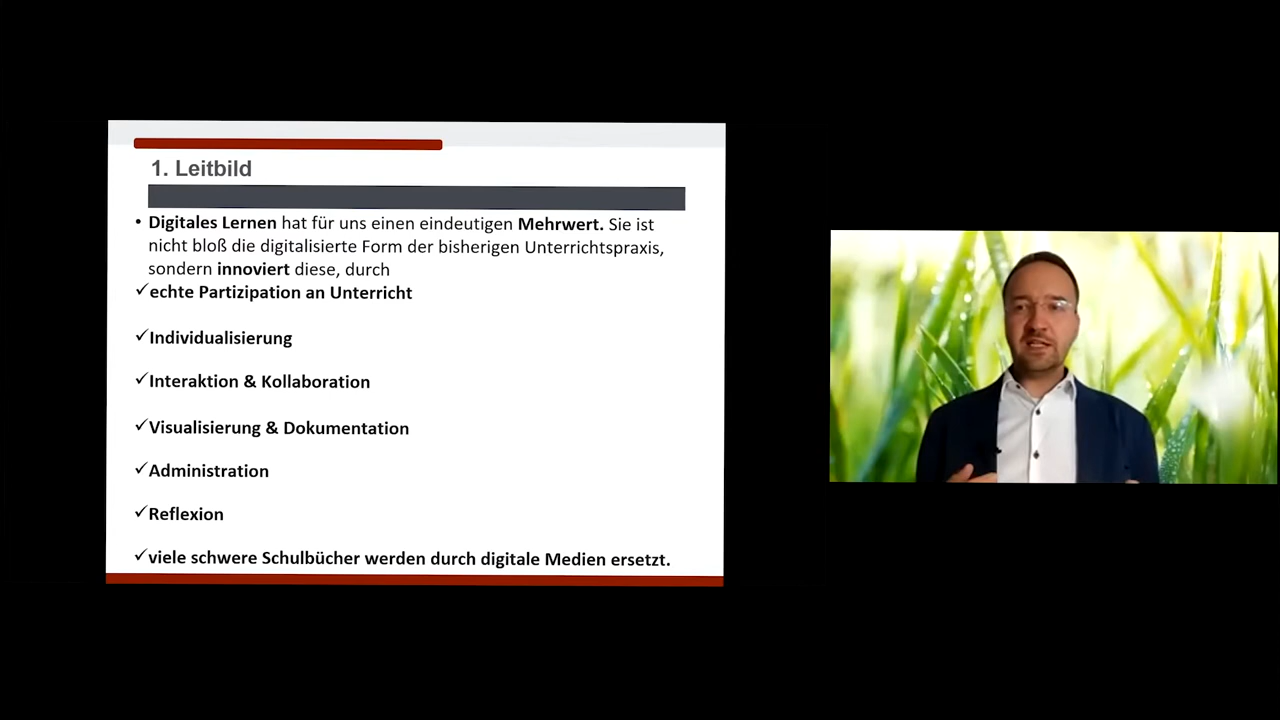 1. Leitbild
• Digitales Lernen hat für uns einen eindeutigen Mehrwert. Sie ist
nicht bloß die digitalisierte Form der bisherigen Unterrichtspraxis,
sondern innoviert diese, durch
✓echte Partizipation an Unterricht
✓Individualisierung
✓Interaktion & Kollaboration
✓Visualisierung & Dokumentation
✓Administration
✓Reflexion
✓viele schwere Schulbücher werden durch digitale Medien ersetzt.